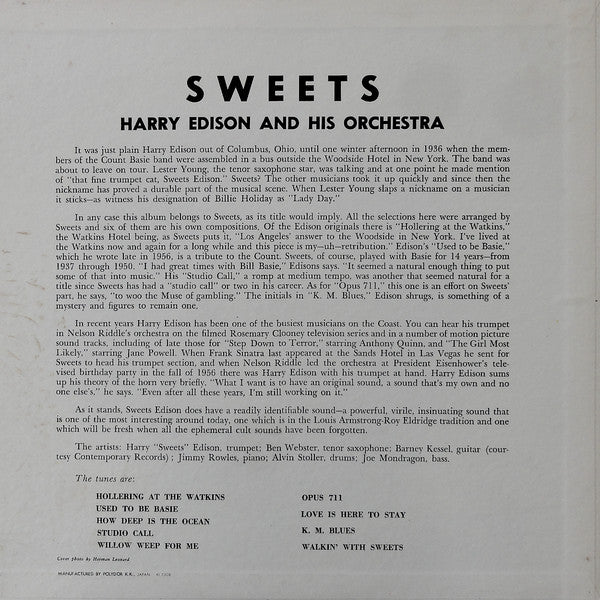 SWEETS
HARRY EDISON AND HIS ORCHESTRA
It was just plain Harry Edison out of Columbus, Ohio, until one winter afternoon in 1936 when the mem-
bers of the Count Basie band were assembled in a bus outside the Woodside Hotel in New York. The band was
about to leave on tour. Lester Young, the tenor saxophone star, was talking and at one point he made mention
of "that fine trumpet cat, Sweets Edison." Sweets? The other musicians took it up quickly and since then the
nickname has proved a durable part of the musical scene. When Lester Young slaps a nickname on a musician
it sticks—as witness his designation of Billie Holiday as "Lady Day."
In any case this album belongs to Sweets, as its title would imply. All the selections here were arranged by
Sweets and six of them are his own compositions. Of the Edison originals there is "Hollering at the Watkins,"
the Watkins Hotel being, as Sweets puts it, "Los Angeles' answer to the Woodside in New York. I've lived at
the Watkins now and again for a long while and this piece is my—uh—retribution." Edison's "Used to be Basie,"
which he wrote late in 1956, is a tribute to the Count. Sweets, of course, played with Basie for 14 years—from
1937 through 1950. "I had great times with Bill Basie," Edisons says. "It seemed a natural enough thing to put
some of that into music." His "Studio Call," a romp at medium tempo, was another that seemed natural for a
title since Sweets has had a "studio call" or two in his career. As for "Opus 711," this one is an effort on Sweets'
part, he says, "to woo the Muse of gambling." The initials in "K. M. Blues," Edison shrugs, is something of a
mystery and figures to remain one.
In recent years Harry Edison has been one of the busiest musicians on the Coast. You can hear his trumpet
in Nelson Riddle's orchestra on the filmed Rosemary Clooney television series and in a number of motion picture
sound tracks, including of late those for "Step Down to Terror," starring Anthony Quinn, and "The Girl Most
Likely," starring Jane Powell. When Frank Sinatra last appeared at the Sands Hotel in Las Vegas he sent for
Sweets to head his trumpet section, and when Nelson Riddle led the orchestra at President Eisenhower's tele-
vised birthday party in the fall of 1956 there was Harry Edison with his trumpet at hand. Harry Edison sums
up his theory of the horn very briefly. "What I want is to have an original sound, a sound that's my own and no
one else's," he says. "Even after all these years, I'm still working on it."
As it stands, Sweets Edison does have a readily identifiable sound—a powerful, virile, insinuating sound that
is one of the most interesting around today, one which is in the Louis Armstrong-Roy Eldridge tradition and one
which will be fresh when all the ephemeral cult sounds have been forgotten.
The artists: Harry "Sweets" Edison, trumpet; Ben Webster, tenor saxophone; Barney Kessel, guitar (cour-
tesy Contemporary Records); Jimmy Rowles, piano; Alvin Stoller, drums; Joe Mondragon, bass.
The tunes are:
HOLLERING AT THE WATKINS
USED TO BE BASIE
HOW DEEP IS THE OCEAN
STUDIO CALL
WILLOW WEEP FOR ME
OPUS 711
LOVE IS HERE TO STAY
K. M. BLUES
WALKIN' WITH SWEETS
Cover photo by Herman Leonard
MANUFACTURED BY POLYDOR K.K., JAPAN